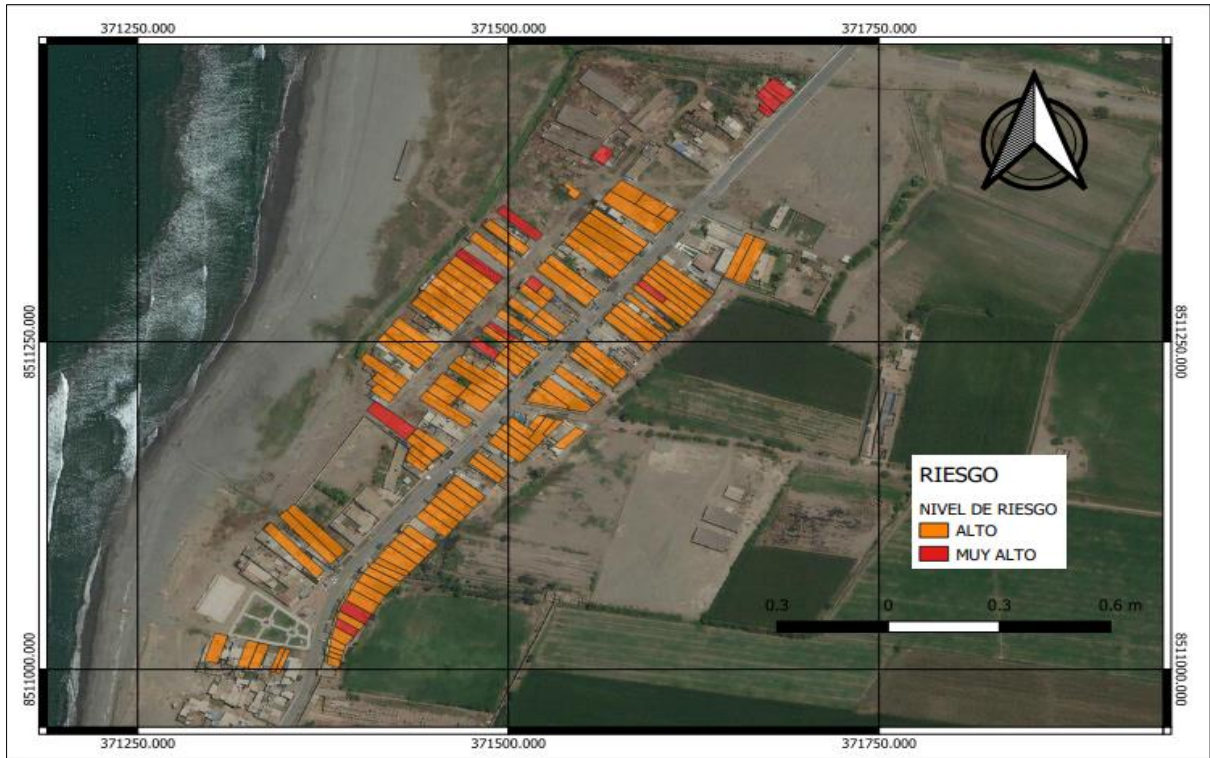 371250.000
371500.000
371750.000
8511250.000
8511250.000
RIESGO
NIVEL DE RIESGO
ALTO
MUY ALTO
0.3 0 0.3 0.6 m
8511000.000
8511000.000
371250.000
371500.000
371750.000